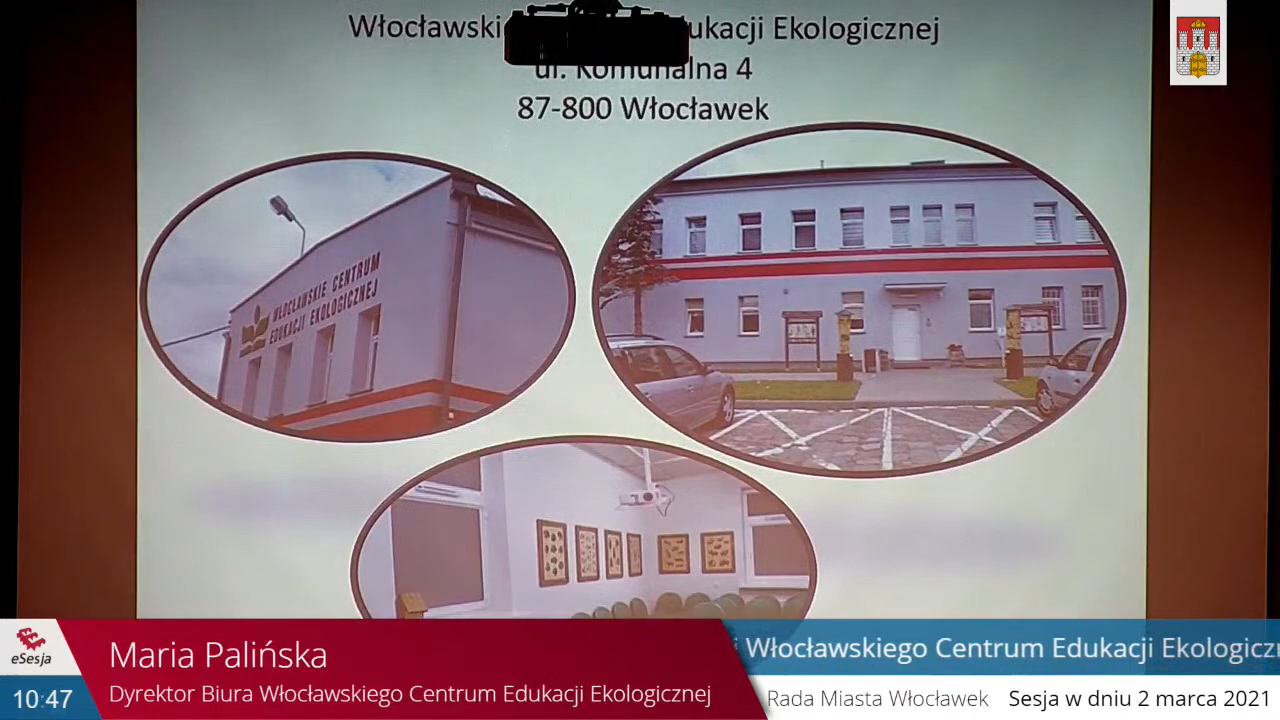 Włocławski ukacji Ekologicznej
ul. Komunalna 4
87-800 Włocławek
WŁOCŁAWSKIE CENTRUM
EDUKACJI EKOLOGICZNEJ
eSesja
10:47
Maria Palińska
Dyrektor Biura Włocławskiego Centrum Edukacji Ekologicznej
i Włocławskiego Centrum Edukacji Ekologicz
Rada Miasta Włocławek Sesja w dniu 2 marca 2021